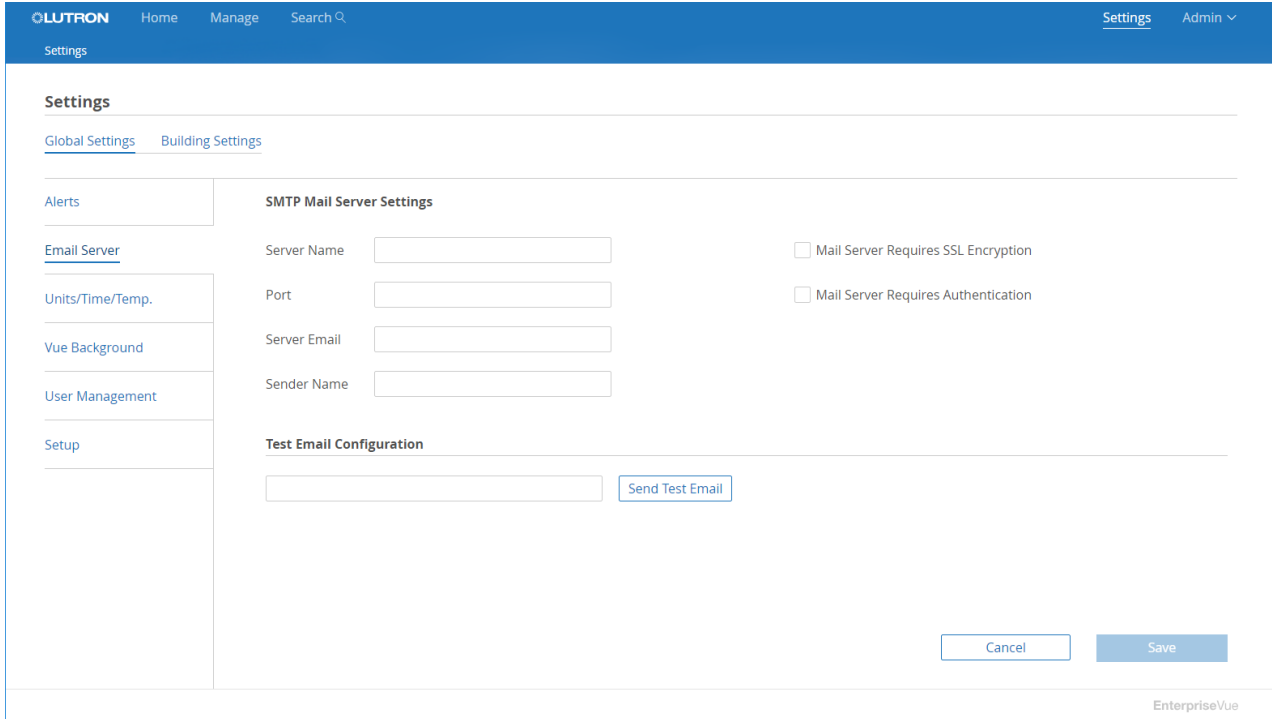 LUTRON Home Manage Search Settings Admin
Settings
Settings
Global Settings Building Settings
Alerts
Email Server
Units/Time/Temp.
Vue Background
User Management
Setup
SMTP Mail Server Settings
Server Name Mail Server Requires SSL Encryption
Port Mail Server Requires Authentication
Server Email
Sender Name
Test Email Configuration
Send Test Email
Cancel Save
EnterpriseVue